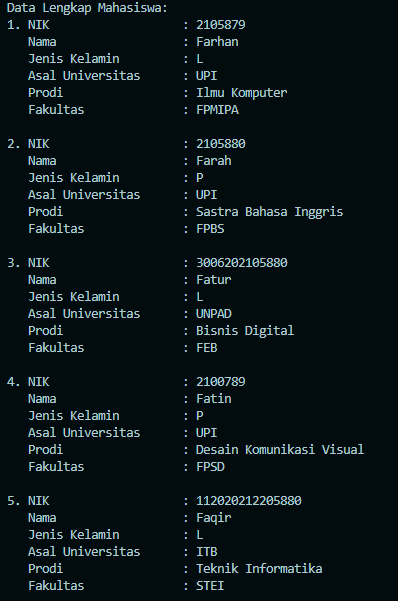 Data Lengkap Mahasiswa:
1. NIK : 2105879
Nama : Farhan
Jenis Kelamin : L
Asal Universitas : UPI
Prodi : Ilmu Komputer
Fakultas : FPMIPA
2. NIK : 2105880
Nama : Farah
Jenis Kelamin : P
Asal Universitas : UPI
Prodi : Sastra Bahasa Inggris
Fakultas : FPBS
3. NIK : 3006202105880
Nama : Fatur
Jenis Kelamin : L
Asal Universitas : UNPAD
Prodi : Bisnis Digital
Fakultas : FEB
4. NIK : 2100789
Nama : Fatin
Jenis Kelamin : P
Asal Universitas : UPI
Prodi : Desain Komunikasi Visual
Fakultas : FPSD
5. NIK : 112020212205880
Nama : Faqir
Jenis Kelamin : L
Asal Universitas : ITB
Prodi : Teknik Informatika
Fakultas : STEI